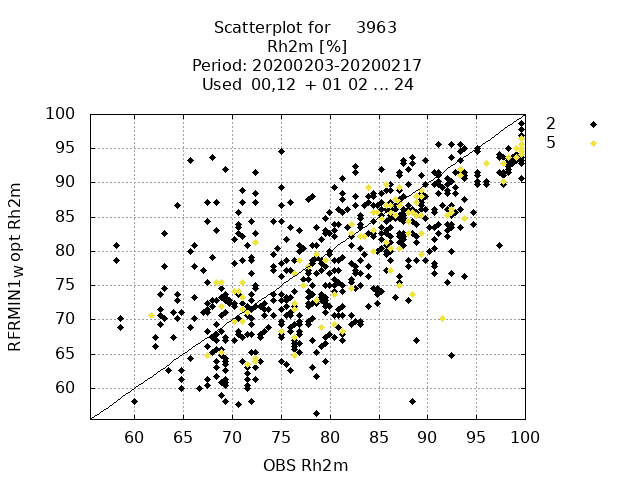 Scatterplot for 3963
Rh2m [%]
Period: 20200203-20200217
Used 00,12 + 01 02 ... 24
2
5
100
95
90
85
80
75
70
65
60
RFRMIN1_W opt Rh2m
60 65 70 75 80 85 90 95 100
OBS Rh2m